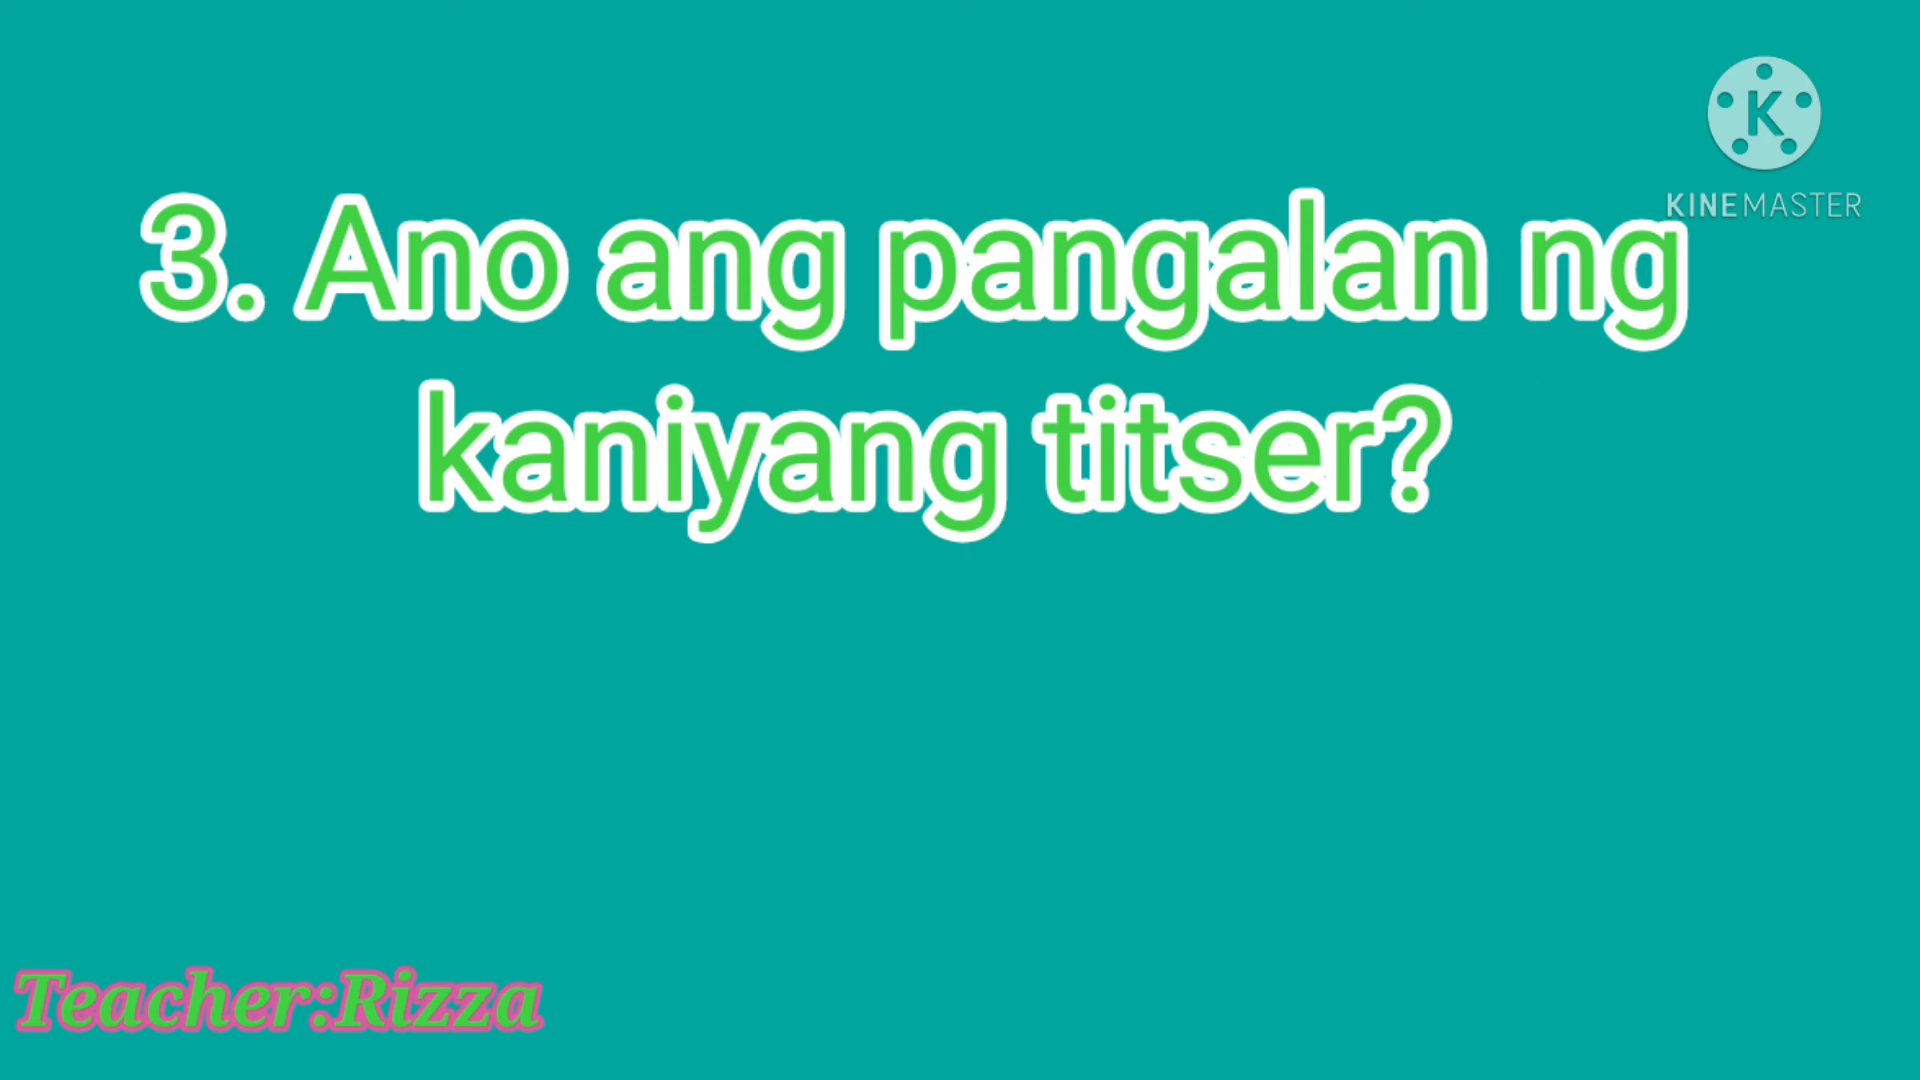 K
KINEMASTER
3. Ano ang pangalan ng
kaniyang titser?
Teacher:Rizza